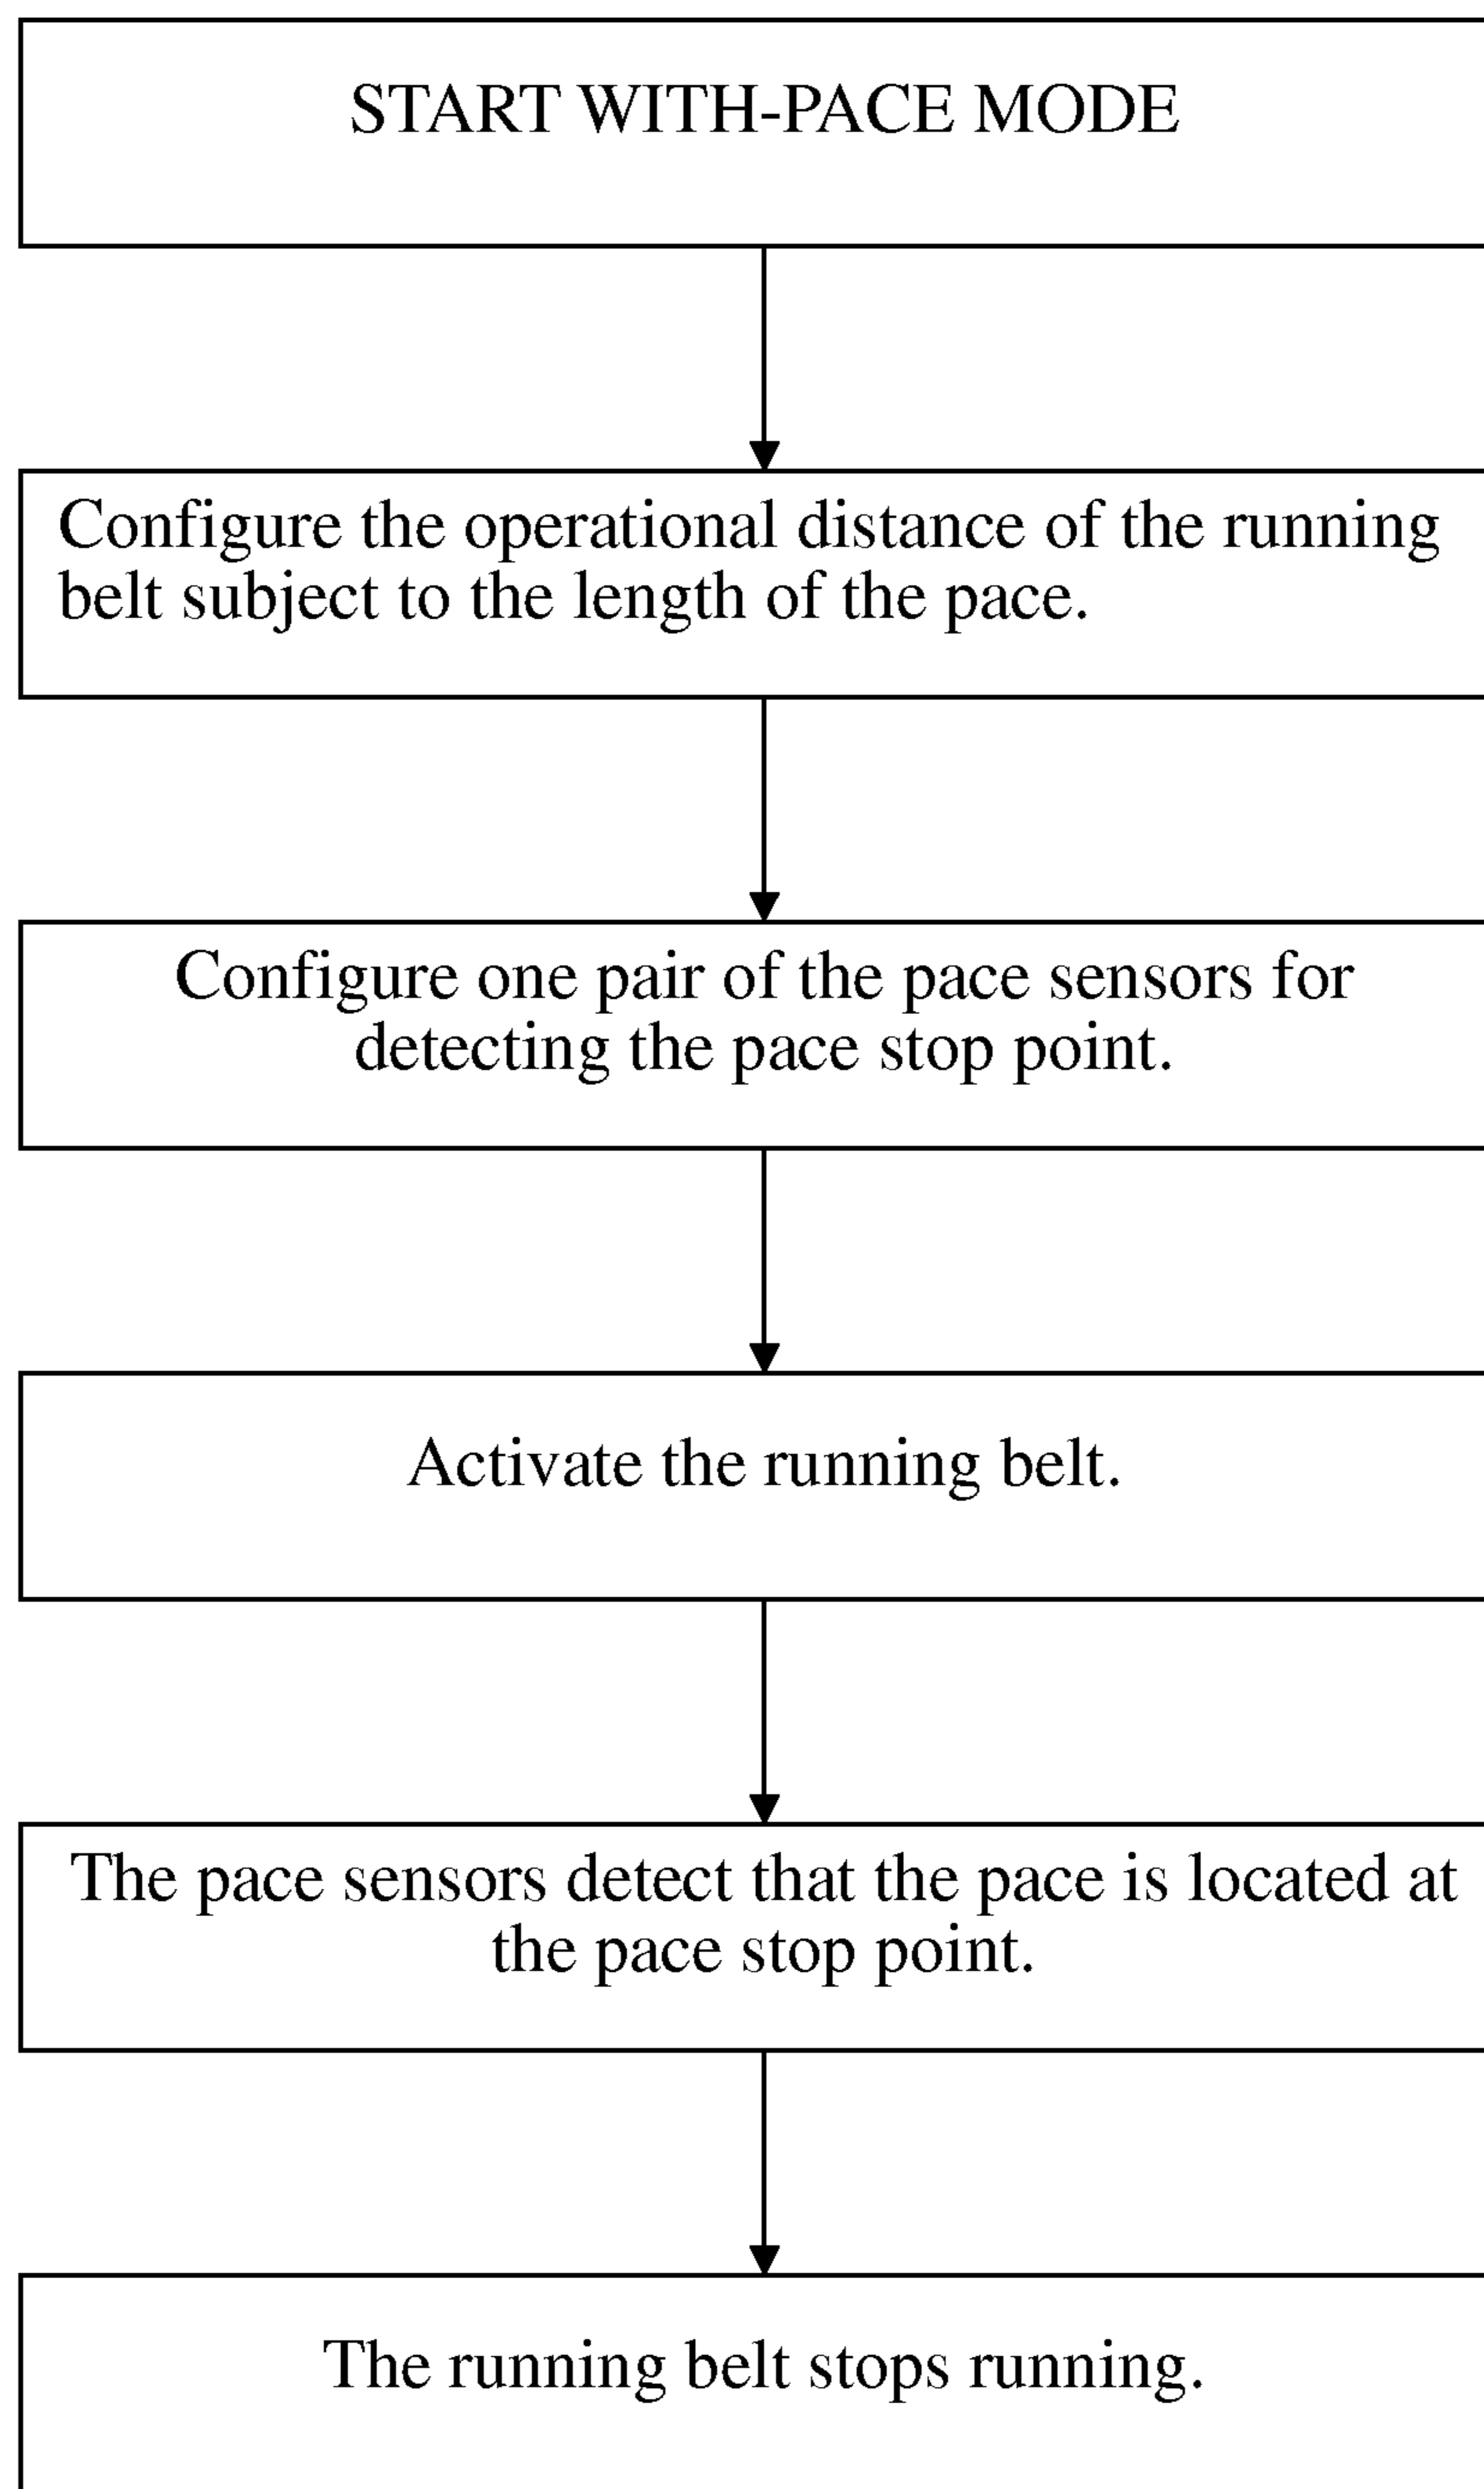 START WITH-PACE MODE
Configure the operational distance of the running
belt subject to the length of the pace.
Configure one pair of the pace sensors for
detecting the pace stop point.
Activate the running belt.
The pace sensors detect that the pace is located at
the pace stop point.
The running belt stops running.